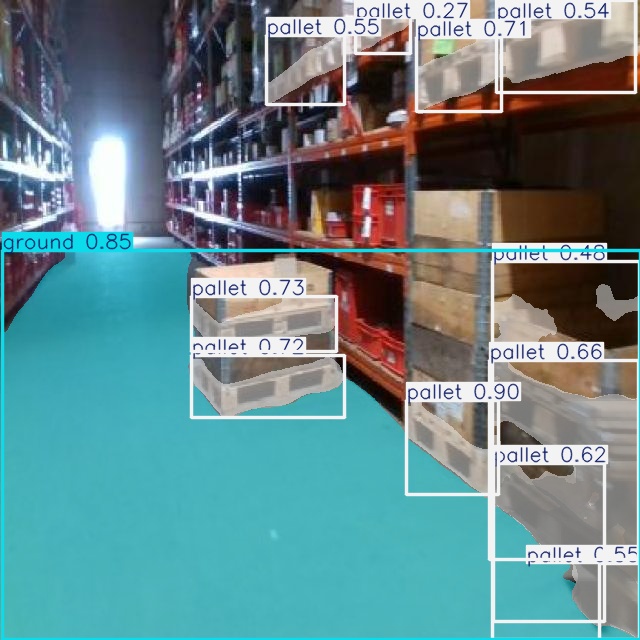 pallet 0.27
pallet 0.54
pallet 0.55
pallet 0.71
ground 0.85
pallet 0.48
pallet 0.73
pallet 0.72
pallet 0.66
pallet 0.90
pallet 0.62
pallet 0.55